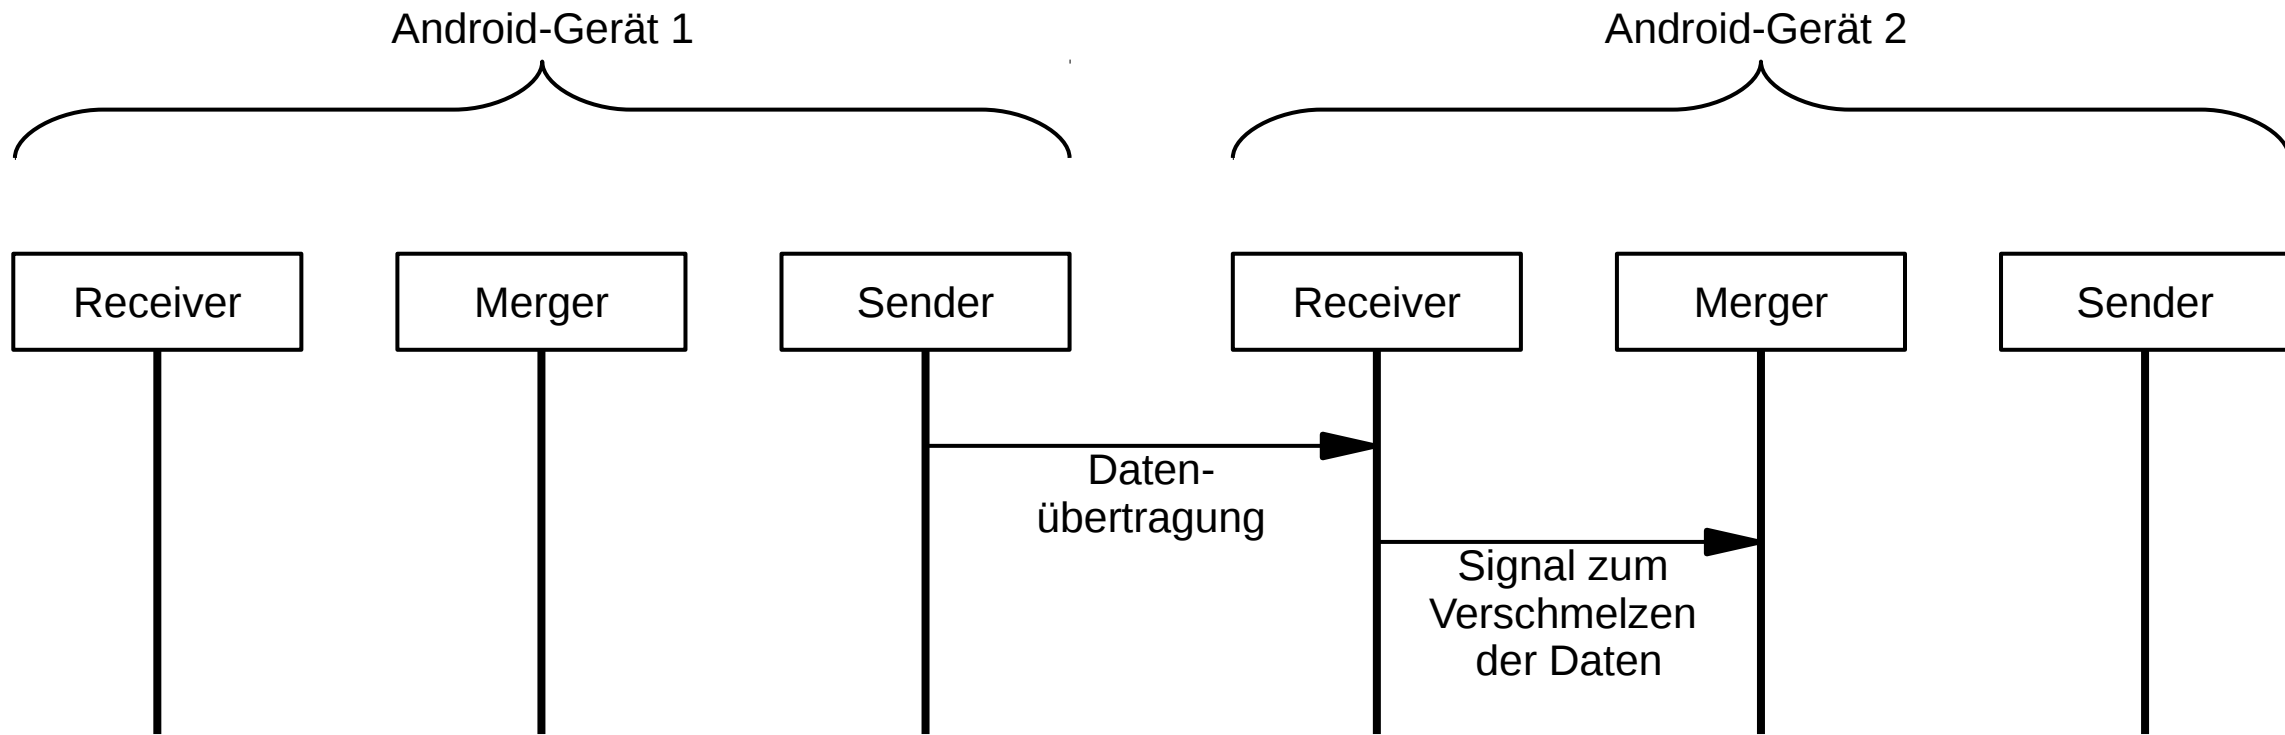 Android-Gerät 1
Android-Gerät 2
Receiver
Merger
Sender
Receiver
Merger
Sender
Daten-
übertragung
Signal zum
Verschmelzen
der Daten